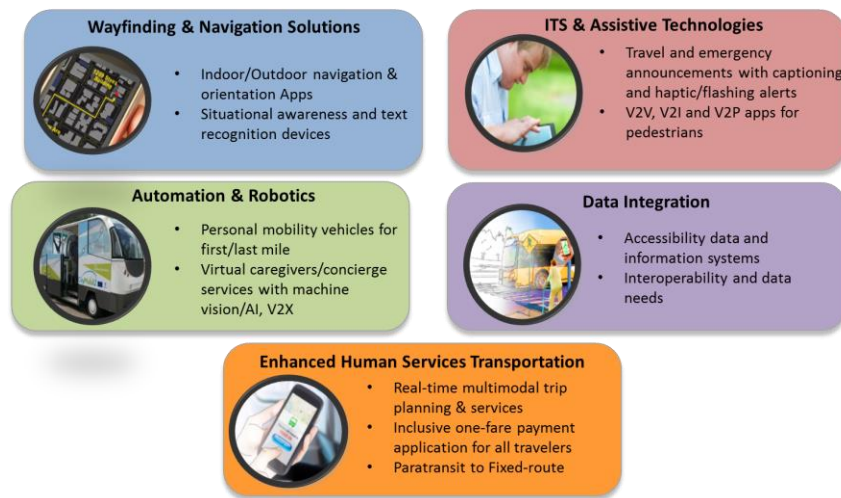 Wayfinding & Navigation Solutions
• Indoor/Outdoor navigation &
orientation Apps
• Situational awareness and text
recognition devices
ITS & Assistive Technologies
• Travel and emergency
announcements with captioning
and haptic/flashing alerts
• V2V, V2I and V2P apps for
pedestrians
Automation & Robotics
• Personal mobility vehicles for
first/last mile
• Virtual caregivers/concierge
services with machine
vision/AI, V2X
Data Integration
• Accessibility data and
information systems
• Interoperability and data
needs
Enhanced Human Services Transportation
• Real-time multimodal trip
planning & services
• Inclusive one-fare payment
application for all travelers
• Paratransit to Fixed-route